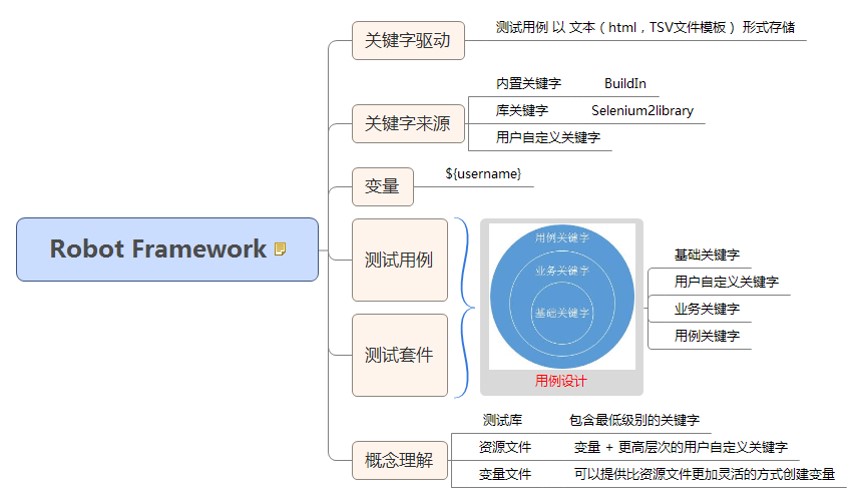 Robot Framework
关键字驱动
测试用例 以 文本（html，TSV文件模板） 形式存储
关键字来源
内置关键字 BuildIn
库关键字 Selenium2library
用户自定义关键字
变量
${username}
测试用例
测试套件
用例关键字
业务关键字
基础关键字
用例设计
基础关键字
用户自定义关键字
业务关键字
用例关键字
概念理解
测试库 包含最低级别的关键字
资源文件 变量 + 更高层次的用户自定义关键字
变量文件 可以提供比资源文件更加灵活的方式创建变量